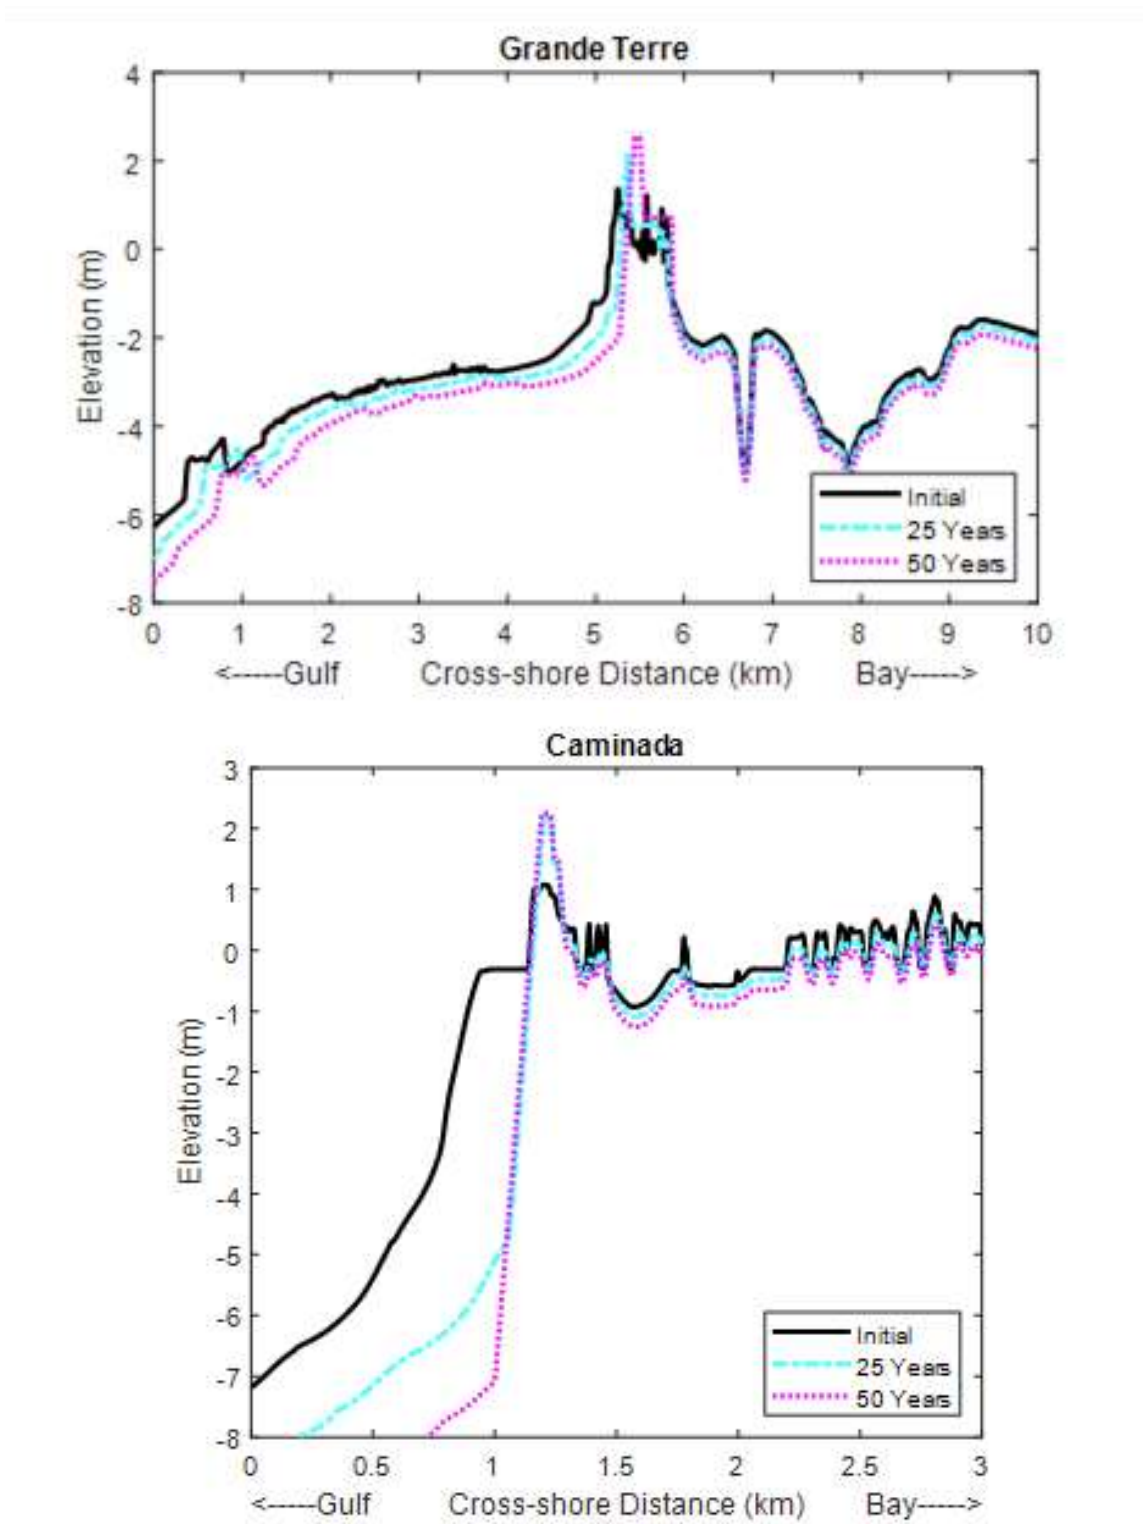 Grande Terre
4
2
0
-2
-4
-6
-8
Elevation (m)
Initial
25 Years
50 Years
0 1 2 3 4 5 6 7 8 9 10
<-----Gulf Cross-shore Distance (km) Bay----->
Caminada
3
2
1
0
-1
-2
-3
-4
-5
-6
-7
-8
Elevation (m)
Initial
25 Years
50 Years
0 0.5 1 1.5 2 2.5 3
<-----Gulf Cross-shore Distance (km) Bay----->